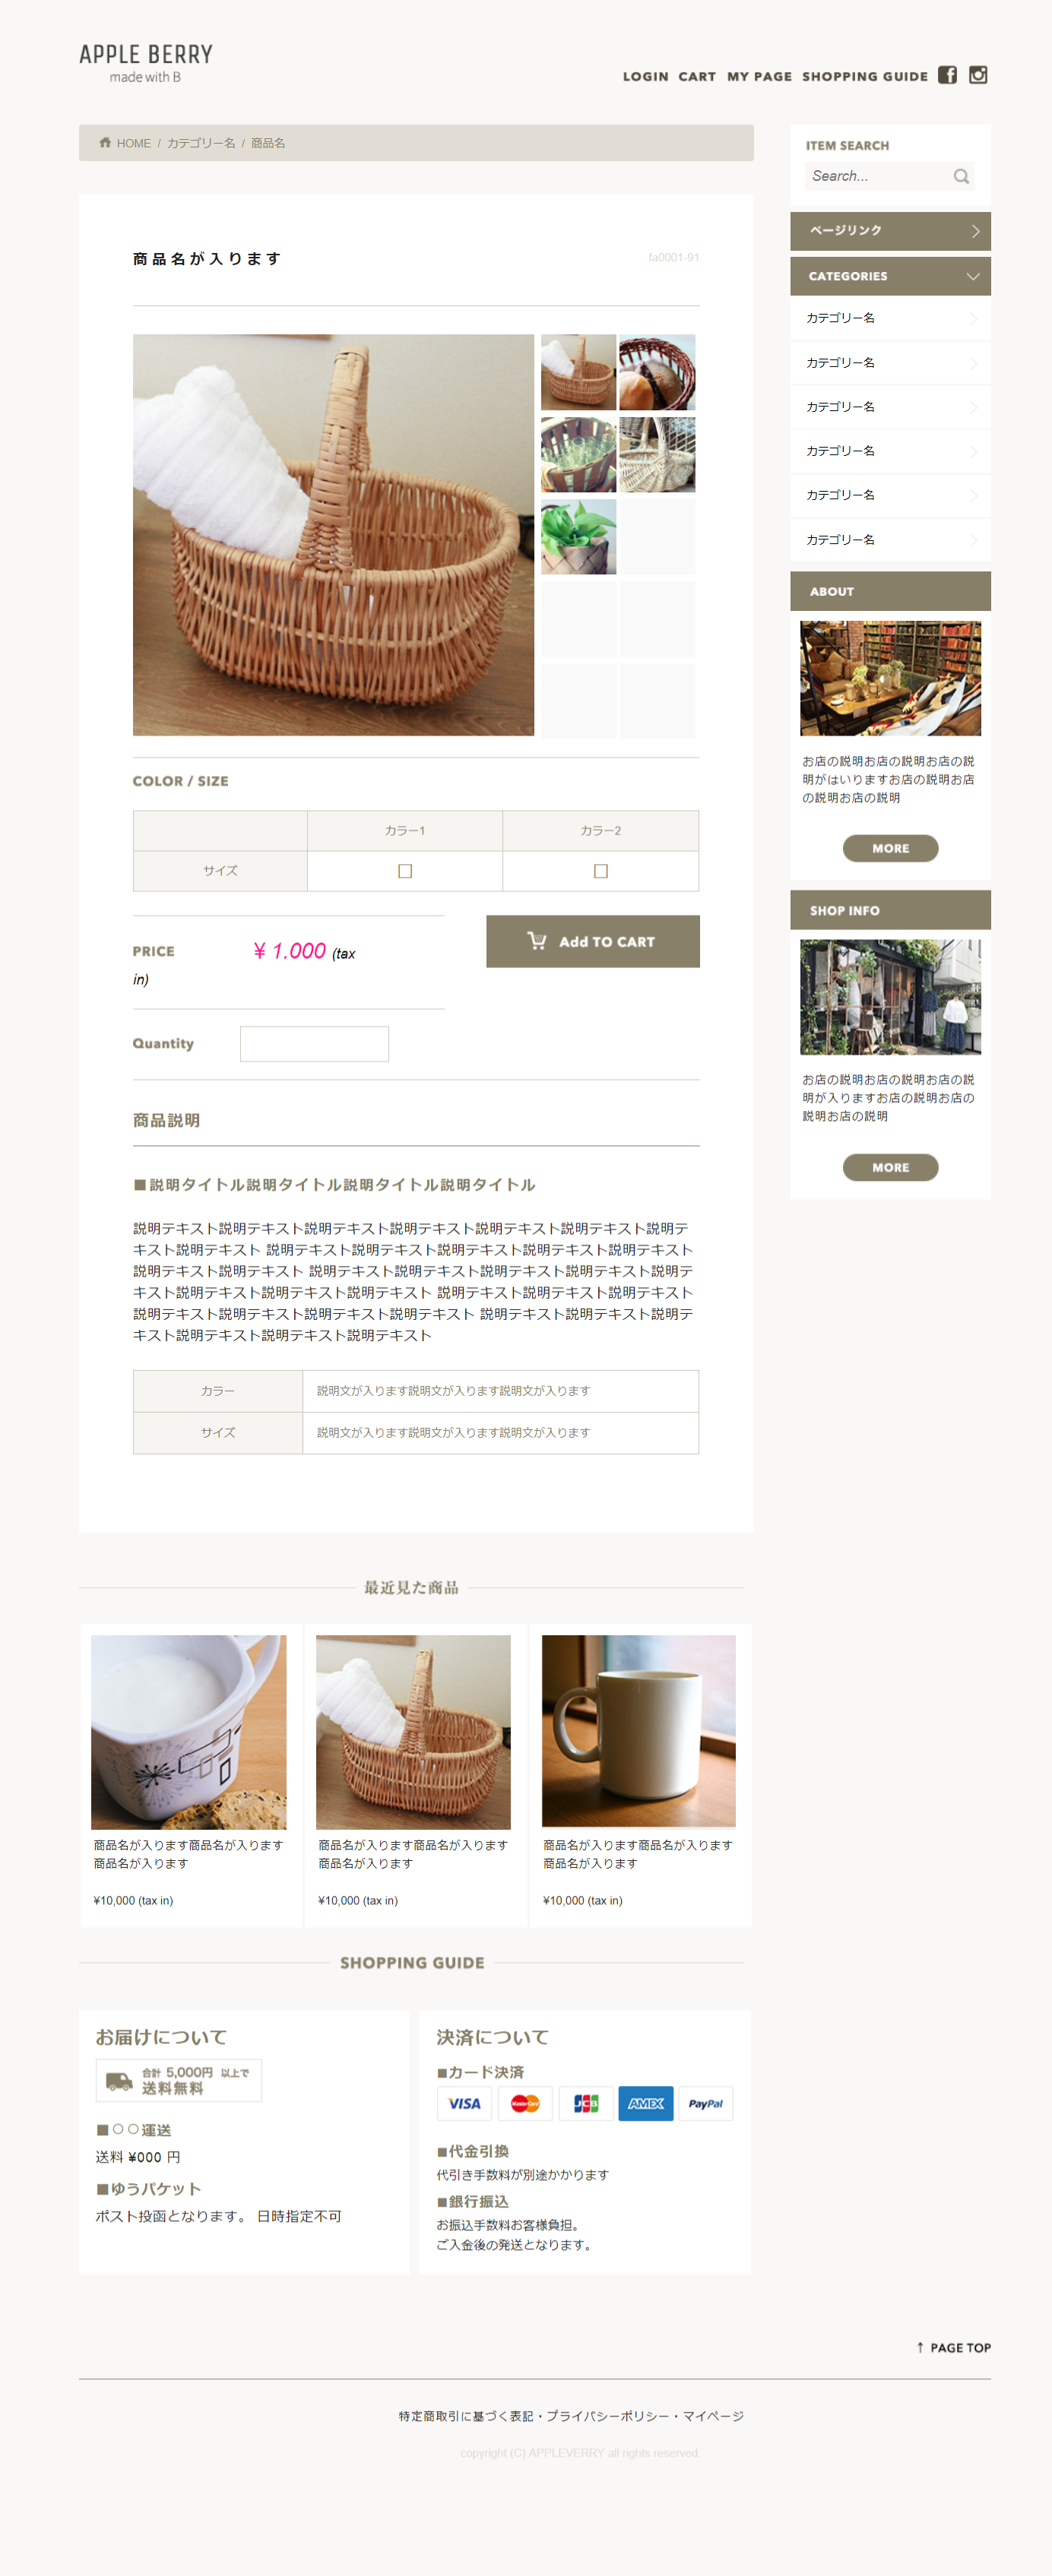 APPLE BERRY
made with B
LOGIN CART MY PAGE SHOPPING GUIDE
HOME / カテゴリー名 / 商品名
商品名が入ります
fa0001-91
COLOR / SIZE
カラー1 カラー2
サイズ
PRICE ¥ 1.000 (tax
in)
Add TO CART
Quantity
商品説明
■説明タイトル説明タイトル説明タイトル説明タイトル
説明テキスト説明テキスト説明テキスト説明テキスト説明テキスト説明テキスト説明テ
キスト説明テキスト 説明テキスト説明テキスト説明テキスト説明テキスト説明テキスト
説明テキスト説明テキスト 説明テキスト説明テキスト説明テキスト説明テキスト説明テ
キスト説明テキスト説明テキスト説明テキスト 説明テキスト説明テキスト説明テキスト
説明テキスト説明テキスト説明テキスト説明テキスト 説明テキスト説明テキスト説明テ
キスト説明テキスト説明テキスト説明テキスト
カラー 説明文が入ります説明文が入ります説明文が入ります
サイズ 説明文が入ります説明文が入ります説明文が入ります
ITEM SEARCH
Search...
ページリンク
CATEGORIES
カテゴリー名
カテゴリー名
カテゴリー名
カテゴリー名
カテゴリー名
カテゴリー名
ABOUT
お店の説明お店の説明お店の説
明がはいりますお店の説明お店
の説明お店の説明
MORE
SHOP INFO
お店の説明お店の説明お店の説
明が入りますお店の説明お店の
説明お店の説明
MORE
最近見た商品
商品名が入ります商品名が入ります
商品名が入ります
¥10,000 (tax in)
商品名が入ります商品名が入ります
商品名が入ります
¥10,000 (tax in)
商品名が入ります商品名が入ります
商品名が入ります
¥10,000 (tax in)
SHOPPING GUIDE
お届けについて
合計 5,000円 以上で
送料無料
■○○運送
送料 ¥000 円
■ゆうパケット
ポスト投函となります。 日時指定不可
決済について
■カード決済
VISA MasterCard JCB AMEX PayPal
■代金引換
代引き手数料が別途かかります
■銀行振込
お振込手数料お客様負担。
ご入金後の発送となります。
↑ PAGE TOP
特定商取引に基づく表記・プライバシーポリシー・マイページ
copyright (C) APPLEVERRY all rights reserved.